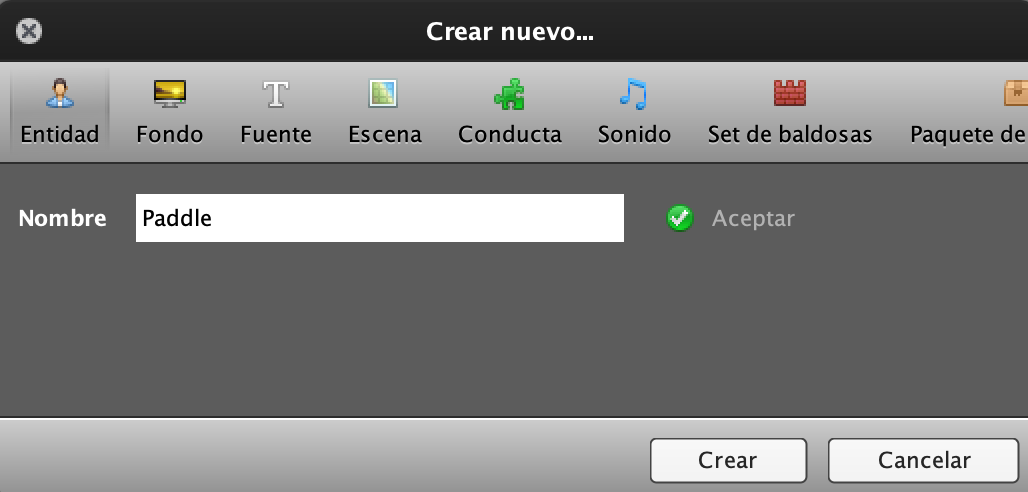 Crear nuevo...
Entidad Fondo Fuente Escena Conducta Sonido Set de baldosas Paquete de
Nombre Paddle Aceptar
Crear Cancelar